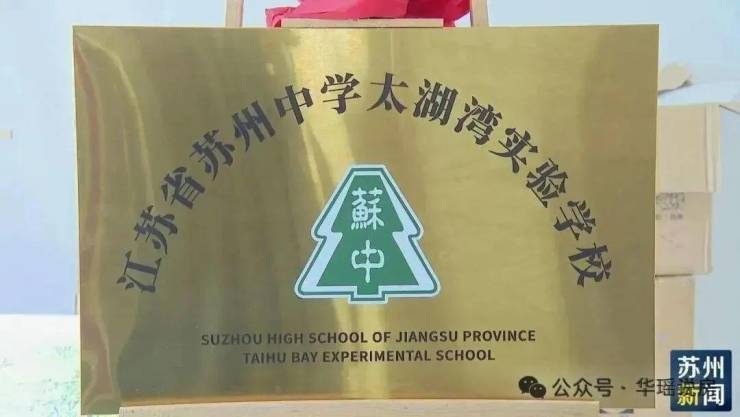 江苏省苏州中学太湖湾实验学校
蘇
中
SUZHOU HIGH SCHOOL OF JIANGSU PROVINCE
TAIHU BAY EXPERIMENTAL SCHOOL
苏州
新闻
公众号·华瑶